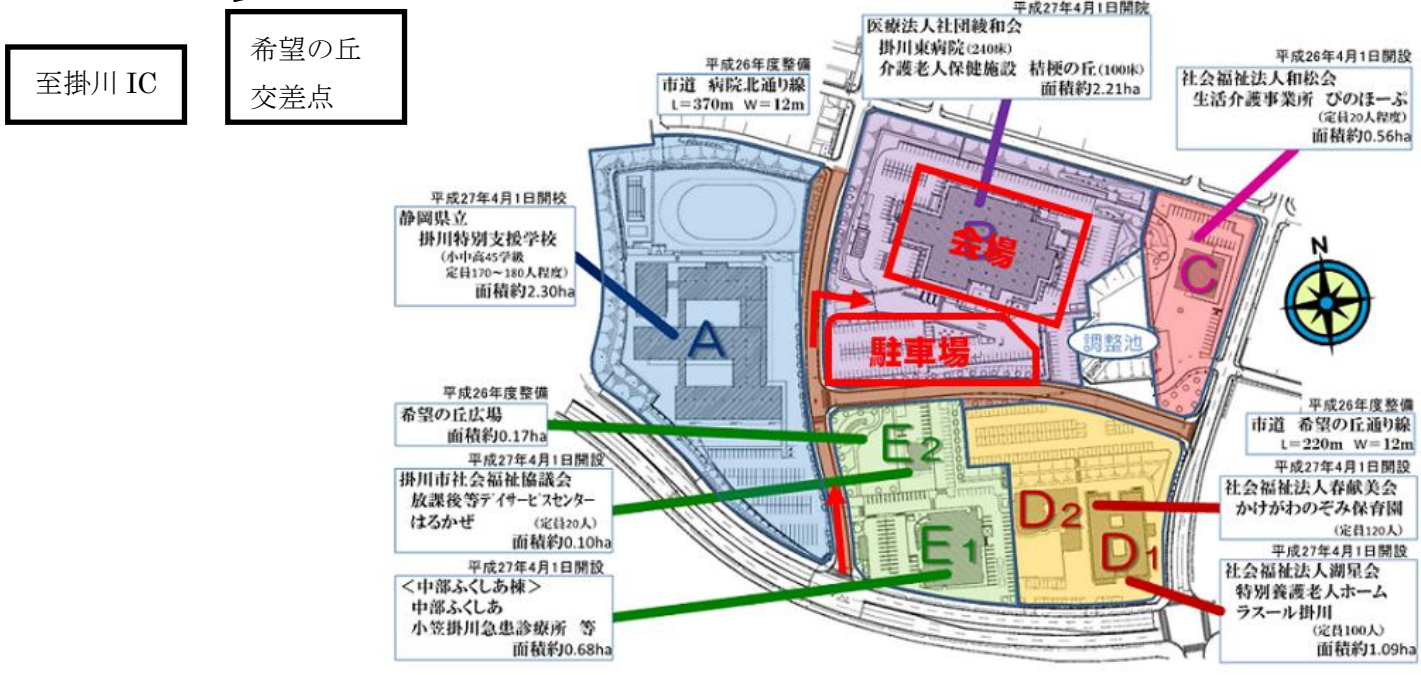 至掛川 IC
希望の丘
交差点
平成27年4月1日開院
医療法人社団綾和会
掛川東病院(240床)
介護老人保健施設 桔梗の丘(100床)
面積約2.21ha
平成26年度整備
市道 病院北通り線
L=370m W=12m
平成26年4月1日開設
社会福祉法人和松会
生活介護事業所 ぴのほーぷ
(定員20人程度)
面積約0.56ha
平成27年4月1日開校
静岡県立
掛川特別支援学校
(小中高45学級
定員170～180人程度)
面積約2.30ha
会場
C
N
A
駐車場
調整池
平成26年度整備
希望の丘広場
面積約0.17ha
平成27年4月1日開設
掛川市社会福祉協議会
放課後等デイサービスセンター
はるかぜ (定員20人)
面積約0.10ha
平成27年4月1日開設
＜中部ふくしあ棟＞
中部ふくしあ
小笠掛川急患診療所 等
面積約0.68ha
E2
E1
D2
D1
平成26年度整備
市道 希望の丘通り線
L=220m W=12m
平成27年4月1日開設
社会福祉法人春献美会
かけがわのぞみ保育園
(定員120人)
平成27年4月1日開設
社会福祉法人湖星会
特別養護老人ホーム
ラスール掛川
(定員100人)
面積約1.09ha